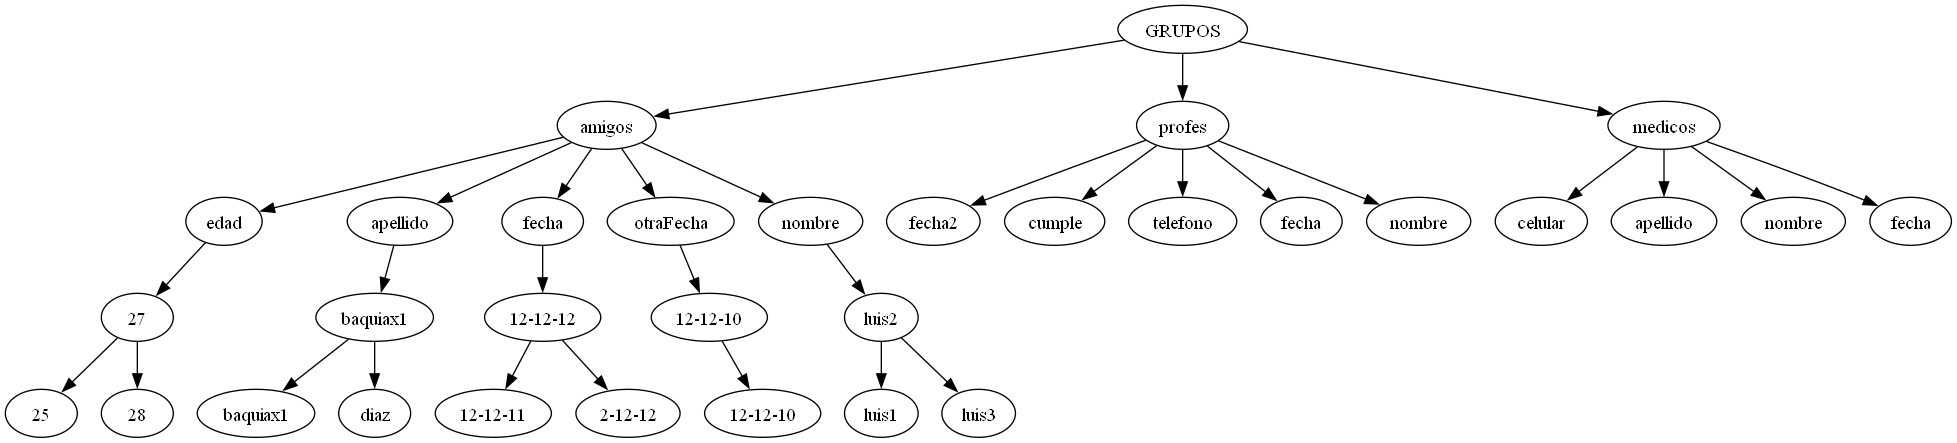 GRUPOS
amigos profes medicos
edad apellido fecha otraFecha nombre fecha2 cumple telefono fecha nombre celular apellido nombre fecha
27 baquiax1 12-12-12 12-12-10 luis2
25 28 baquiax1 diaz 12-12-11 2-12-12 12-12-10 luis1 luis3